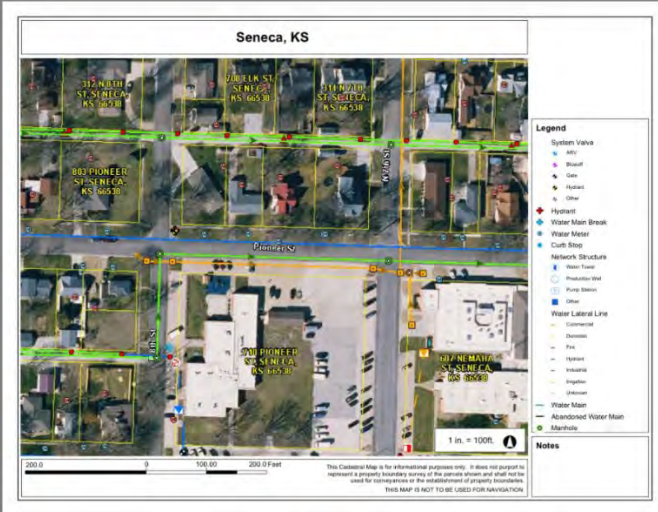 Seneca, KS
312 N 8TH
ST, SENECA,
KS 66538
708 ELK ST,
SENECA,
KS 66538
314 N 7TH
ST, SENECA,
KS 66538
803 PIONEER
ST, SENECA,
KS 66538
N 7th St
Pioneer St
N 8th St
710 PIONEER
ST, SENECA,
KS 66538
607 NEMAHA
ST, SENECA,
KS 66538
1 in. = 100ft.
Legend
System Valve
ARV
Blowoff
Gate
Hydrant
Other
Hydrant
Water Main Break
Water Meter
Curb Stop
Network Structure
Water Tower
Production Well
Pump Station
Other
Water Lateral Line
Commercial
Domestic
Fire
Hydrant
Industrial
Irrigation
Unknown
Water Main
Abandoned Water Main
Manhole
Notes
200.0 0 100.00 200.0 Feet
This Cadastral Map is for informational purposes only. It does not purport to
represent a property boundary survey of the parcels shown and shall not be
used for conveyances or the establishment of property boundaries.
THIS MAP IS NOT TO BE USED FOR NAVIGATION